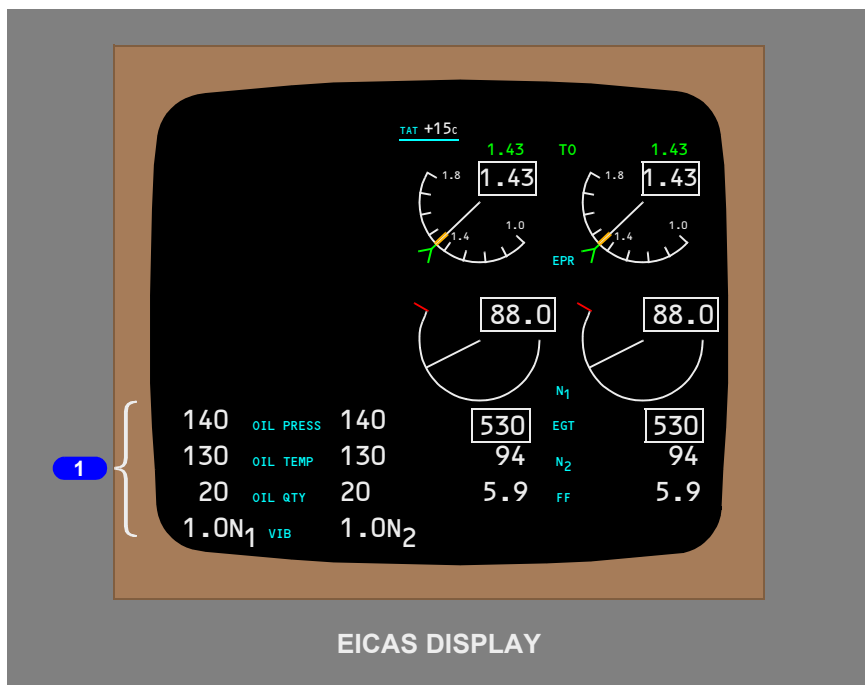 TAT +15c
1.43 TO 1.43
1.43 1.43
1.8 1.8
1.0 1.0
1.4 1.4
EPR
88.0 88.0
N1
140 OIL PRESS 140 530 EGT 530
130 OIL TEMP 130 94 N2 94
20 OIL QTY 20 5.9 FF 5.9
1.0N1 VIB 1.0N2
1
EICAS DISPLAY